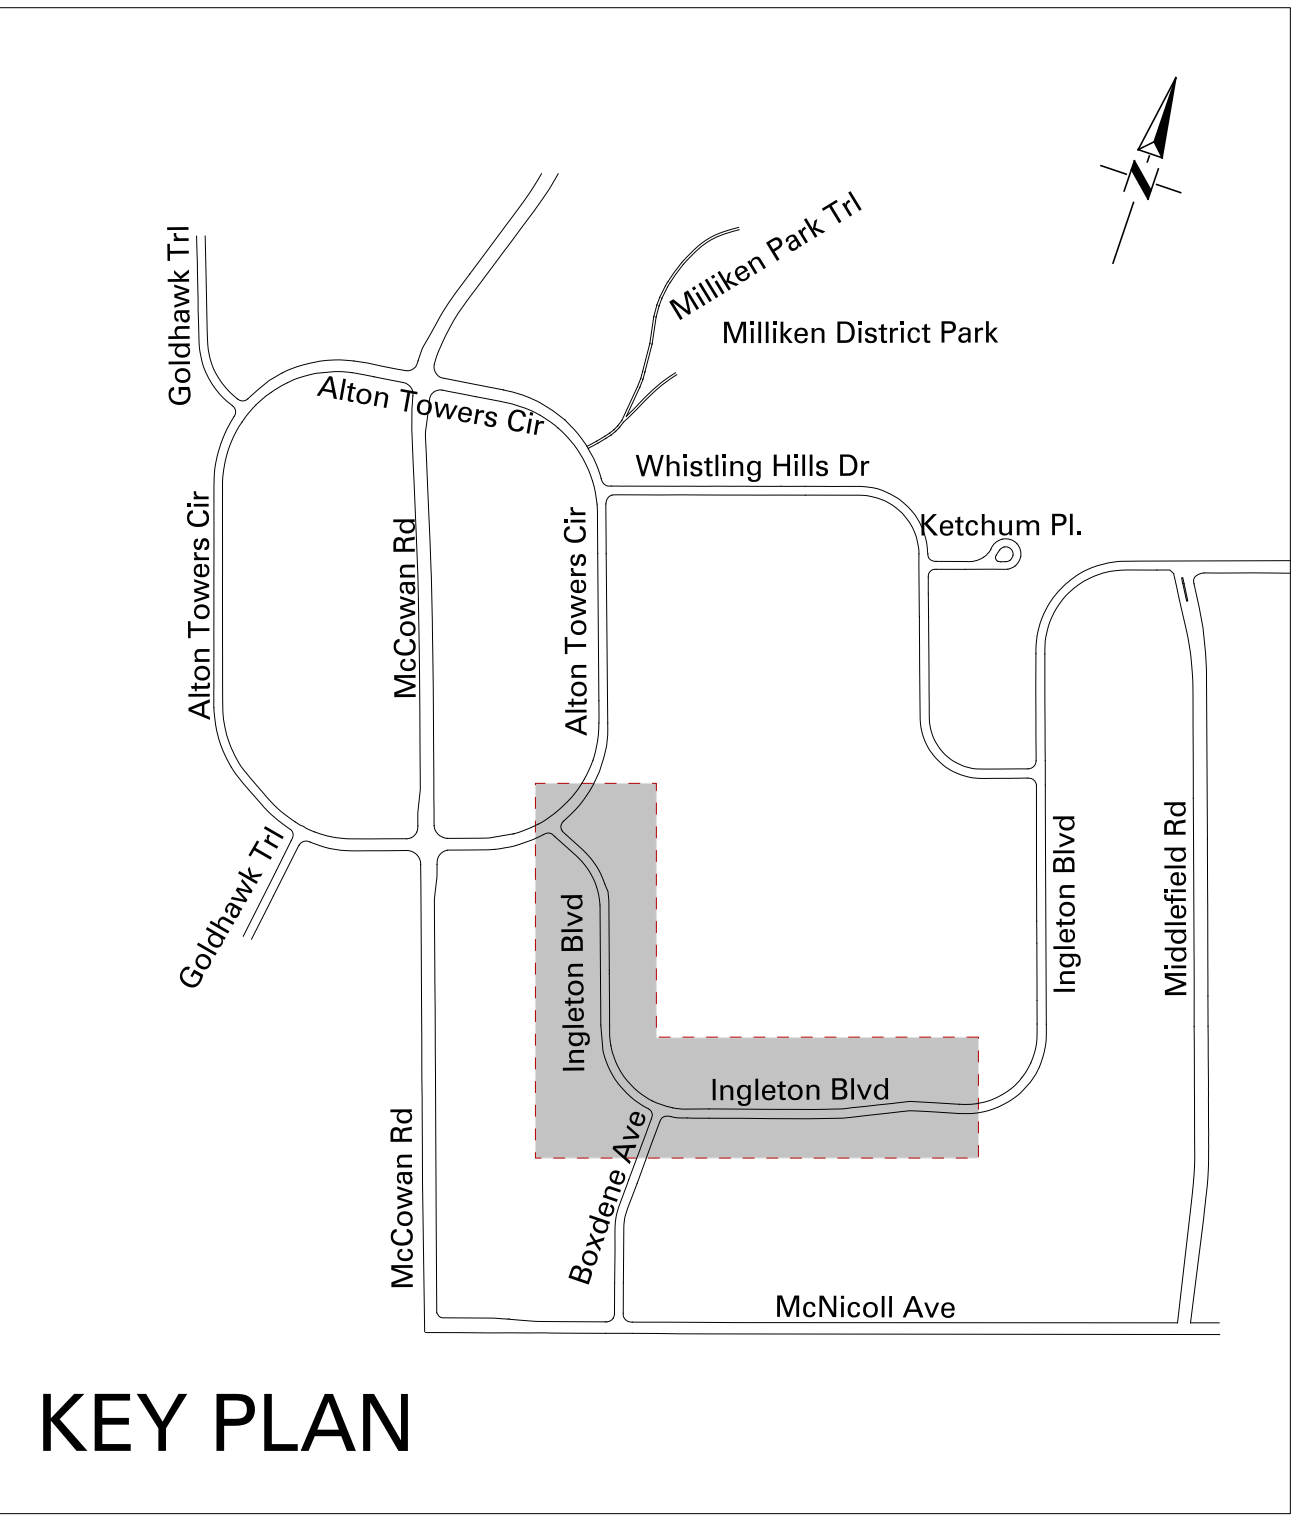 N
Milliken Park Trl
Goldhawk Trl
Milliken District Park
Alton Towers Cir
Whistling Hills Dr
Ketchum Pl.
Alton Towers Cir
McCowan Rd
Alton Towers Cir
Goldhawk Trl
Ingleton Blvd
Ingleton Blvd
Middlefield Rd
Ingleton Blvd
McCowan Rd
Boxdene Ave
McNicoll Ave
KEY PLAN